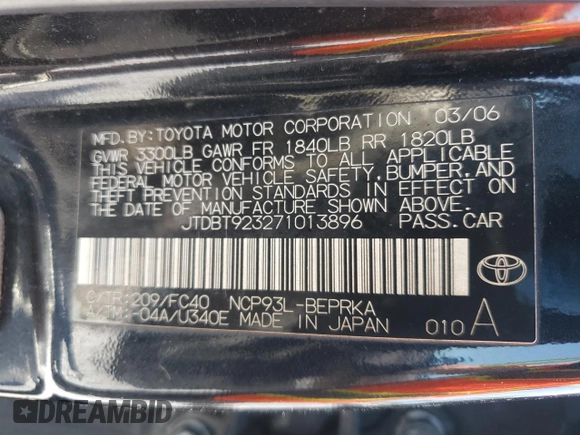 MFD.BY:TOYOTA MOTOR CORPORATION 03/06
GVWR 3300LB GAWR FR 1840LB RR 1820LB
THIS VEHICLE CONFORMS TO ALL APPLICABLE
FEDERAL MOTOR VEHICLE SAFETY, BUMPER, AND
THEFT PREVENTION STANDARDS IN EFFECT ON
THE DATE OF MANUFACTURE SHOWN ABOVE.
JTDBT923271013896 PASS.CAR
C/TR:209/FC40 NCP93L-BEPRKA
A/TM:-04A/U340E MADE IN JAPAN 010 A
DREAMBID